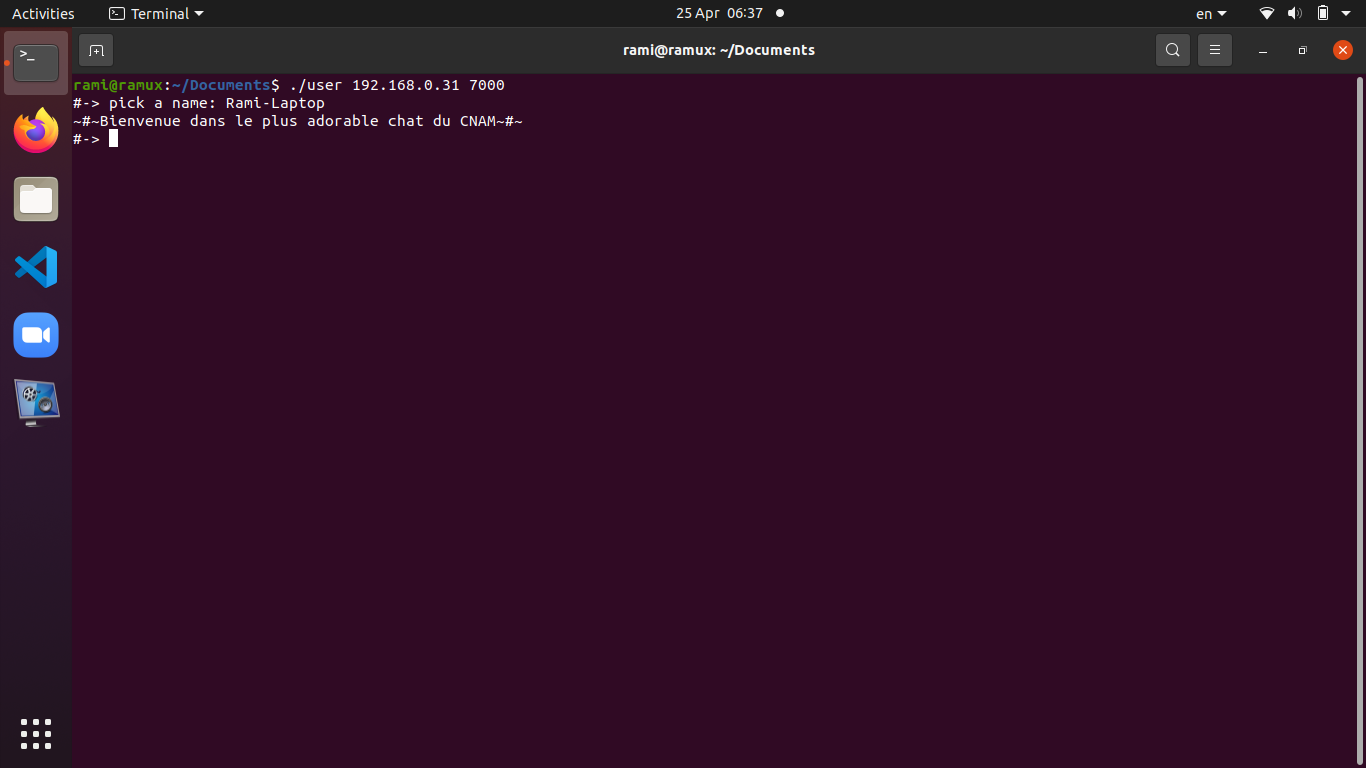 Activities
Terminal
25 Apr 06:37
en
rami@ramux: ~/Documents
rami@ramux:~/Documents$ ./user 192.168.0.31 7000
#-> pick a name: Rami-Laptop
~#~Bienvenue dans le plus adorable chat du CNAM~#~
#->